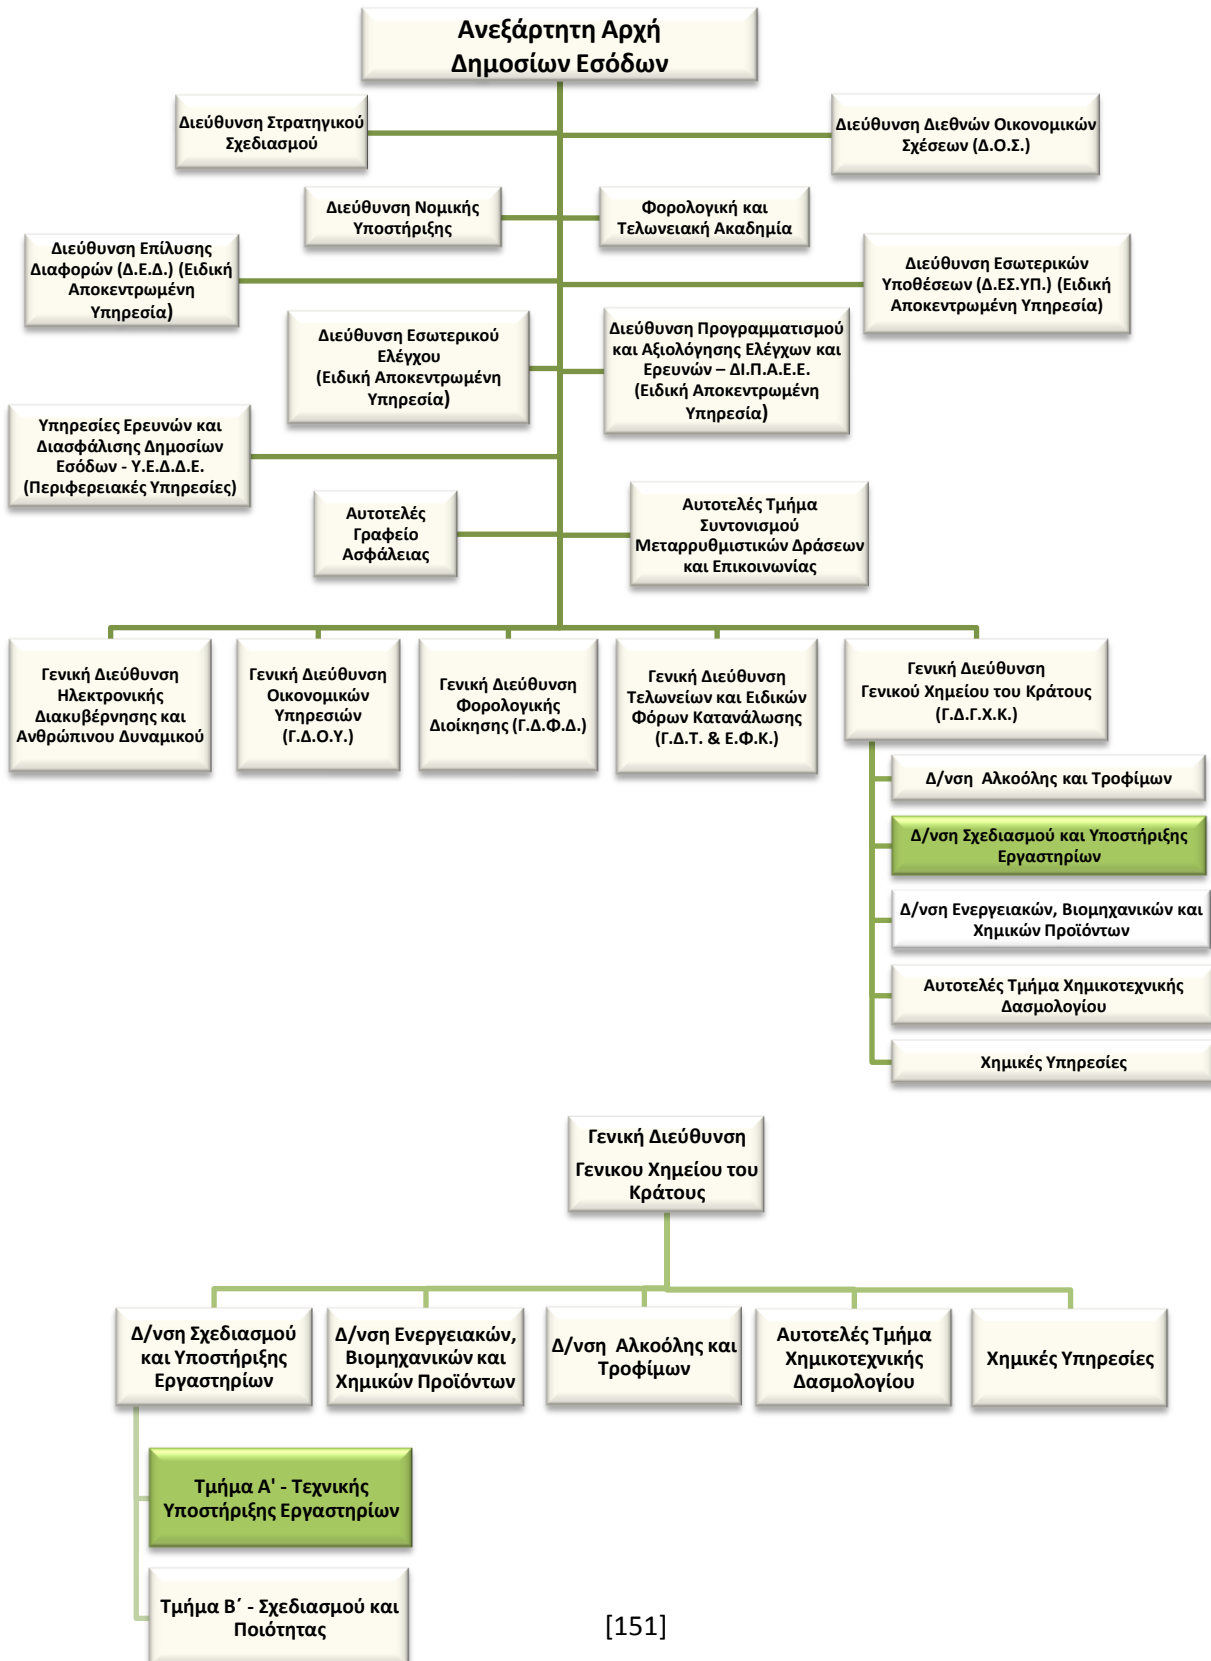 Ανεξάρτητη Αρχή
Δημοσίων Εσόδων
Διεύθυνση Στρατηγικού
Σχεδιασμού
Διεύθυνση Διεθνών Οικονομικών
Σχέσεων (Δ.Ο.Σ.)
Διεύθυνση Νομικής
Υποστήριξης
Φορολογική και
Τελωνειακή Ακαδημία
Διεύθυνση Επίλυσης
Διαφορών (Δ.Ε.Δ.) (Ειδική
Αποκεντρωμένη
Υπηρεσία)
Διεύθυνση Εσωτερικών
Υποθέσεων (Δ.ΕΣ.ΥΠ.) (Ειδική
Αποκεντρωμένη Υπηρεσία)
Διεύθυνση Εσωτερικού
Ελέγχου
(Ειδική Αποκεντρωμένη
Υπηρεσία)
Διεύθυνση Προγραμματισμού
και Αξιολόγησης Ελέγχων και
Ερευνών – ΔΙ.Π.Α.Ε.Ε.
(Ειδική Αποκεντρωμένη
Υπηρεσία)
Υπηρεσίες Ερευνών και
Διασφάλισης Δημοσίων
Εσόδων - Υ.Ε.Δ.Δ.Ε.
(Περιφερειακές Υπηρεσίες)
Αυτοτελές
Γραφείο
Ασφάλειας
Αυτοτελές Τμήμα
Συντονισμού
Μεταρρυθμιστικών Δράσεων
και Επικοινωνίας
Γενική Διεύθυνση
Ηλεκτρονικής
Διακυβέρνησης και
Ανθρώπινου Δυναμικού
Γενική Διεύθυνση
Οικονομικών
Υπηρεσιών
(Γ.Δ.Ο.Υ.)
Γενική Διεύθυνση
Φορολογικής
Διοίκησης (Γ.Δ.Φ.Δ.)
Γενική Διεύθυνση
Τελωνείων και Ειδικών
Φόρων Κατανάλωσης
(Γ.Δ.Τ. & Ε.Φ.Κ.)
Γενική Διεύθυνση
Γενικού Χημείου του Κράτους
(Γ.Δ.Γ.Χ.Κ.)
Δ/νση Αλκοόλης και Τροφίμων
Δ/νση Σχεδιασμού και Υποστήριξης
Εργαστηρίων
Δ/νση Ενεργειακών, Βιομηχανικών και
Χημικών Προϊόντων
Αυτοτελές Τμήμα Χημικοτεχνικής
Δασμολογίου
Χημικές Υπηρεσίες
Γενική Διεύθυνση
Γενικου Χημείου του
Κράτους
Δ/νση Σχεδιασμού
και Υποστήριξης
Εργαστηρίων
Δ/νση Ενεργειακών,
Βιομηχανικών και
Χημικών Προϊόντων
Δ/νση Αλκοόλης και
Τροφίμων
Αυτοτελές Τμήμα
Χημικοτεχνικής
Δασμολογίου
Χημικές Υπηρεσίες
Τμήμα Α' - Τεχνικής
Υποστήριξης Εργαστηρίων
Τμήμα Β΄ - Σχεδιασμού και
Ποιότητας
[151]